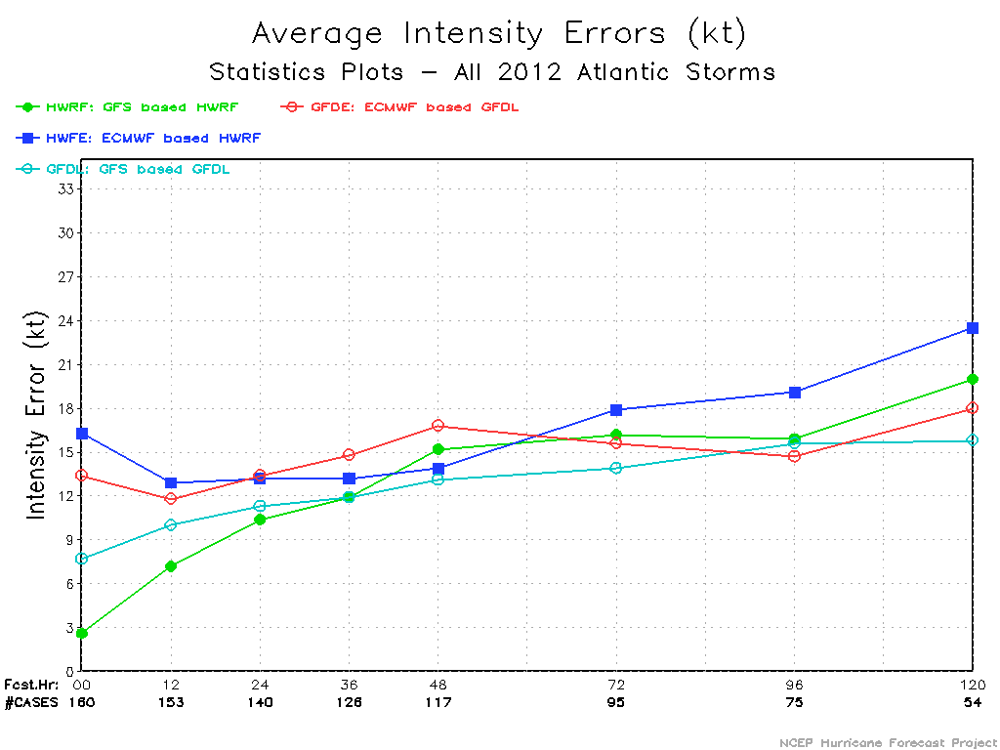 Average Intensity Errors (kt)
Statistics Plots - All 2012 Atlantic Storms
HWRF: GFS based HWRF
GFDE: ECMWF based GFDL
HWFE: ECMWF based HWRF
GFDL: GFS based GFDL
Intensity Error (kt)
33
30
27
24
21
18
15
12
9
6
3
0
Fcst.Hr: 00 12 24 36 48 72 96 120
#CASES 160 153 140 126 117 95 75 54
NCEP Hurricane Forecast Project